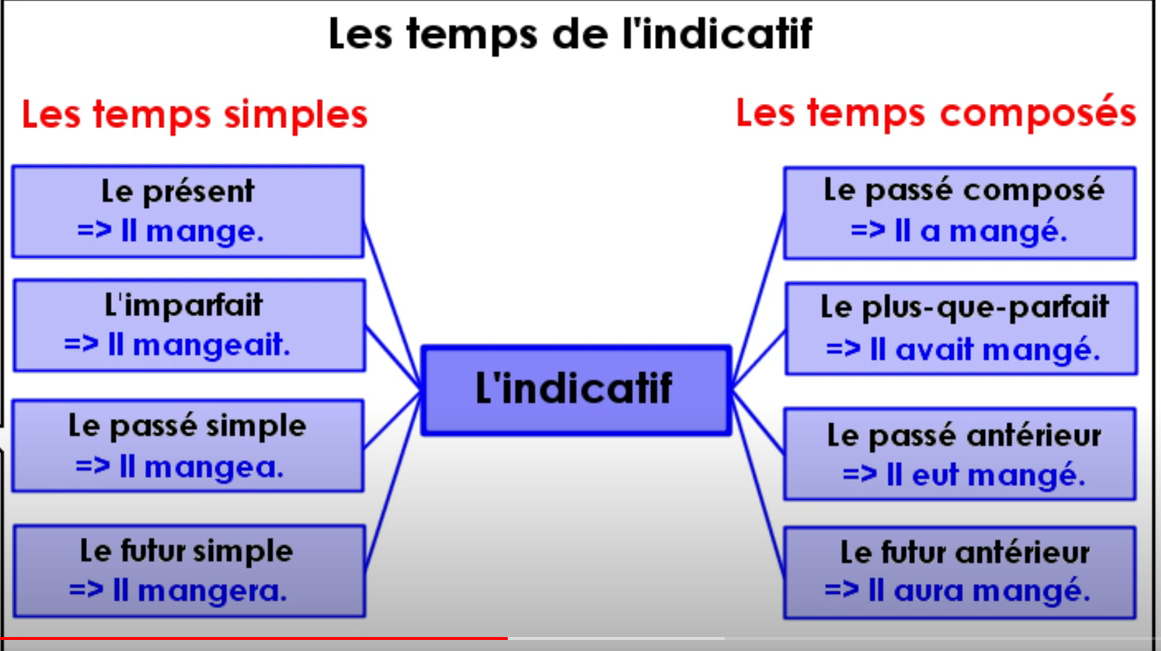 Les temps de l'indicatif
Les temps simples
Le présent
=> Il mange.
L'imparfait
=> Il mangeait.
Le passé simple
=> Il mangea.
Le futur simple
=> Il mangera.
L'indicatif
Les temps composés
Le passé composé
=> Il a mangé.
Le plus-que-parfait
=> Il avait mangé.
Le passé antérieur
=> Il eut mangé.
Le futur antérieur
=> Il aura mangé.